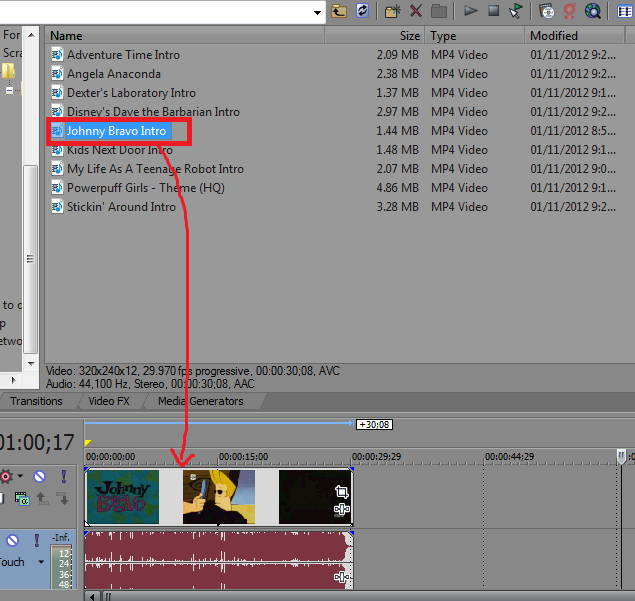 Name Size Type Modified
For
Scra
Adventure Time Intro 2.09 MB MP4 Video 01/11/2012 9:2...
Angela Anaconda 2.38 MB MP4 Video 01/11/2012 9:2...
Dexter's Laboratory Intro 1.37 MB MP4 Video 01/11/2012 9:1...
Disney's Dave the Barbarian Intro 2.97 MB MP4 Video 01/11/2012 9:2...
Johnny Bravo Intro 1.44 MB MP4 Video 01/11/2012 8:5...
Kids Next Door Intro 1.48 MB MP4 Video 01/11/2012 9:1...
My Life As A Teenage Robot Intro 2.07 MB MP4 Video 01/11/2012 9:0...
Powerpuff Girls - Theme (HQ) 4.86 MB MP4 Video 01/11/2012 9:2...
Stickin' Around Intro 3.28 MB MP4 Video 01/11/2012 9:2...
to c
p
etwo
Video: 320x240x12, 29.970 fps progressive, 00:00:30;08, AVC
Audio: 44,100 Hz, Stereo, 00:00:30;08, AAC
Transitions Video FX Media Generators
+30;08
01:00;17
00:00:00;00 00:00:15;00 00:00:29;29 00:00:44;29 :0
Johnny
BRAVO
-Inf.
12
Touch 24
36
48